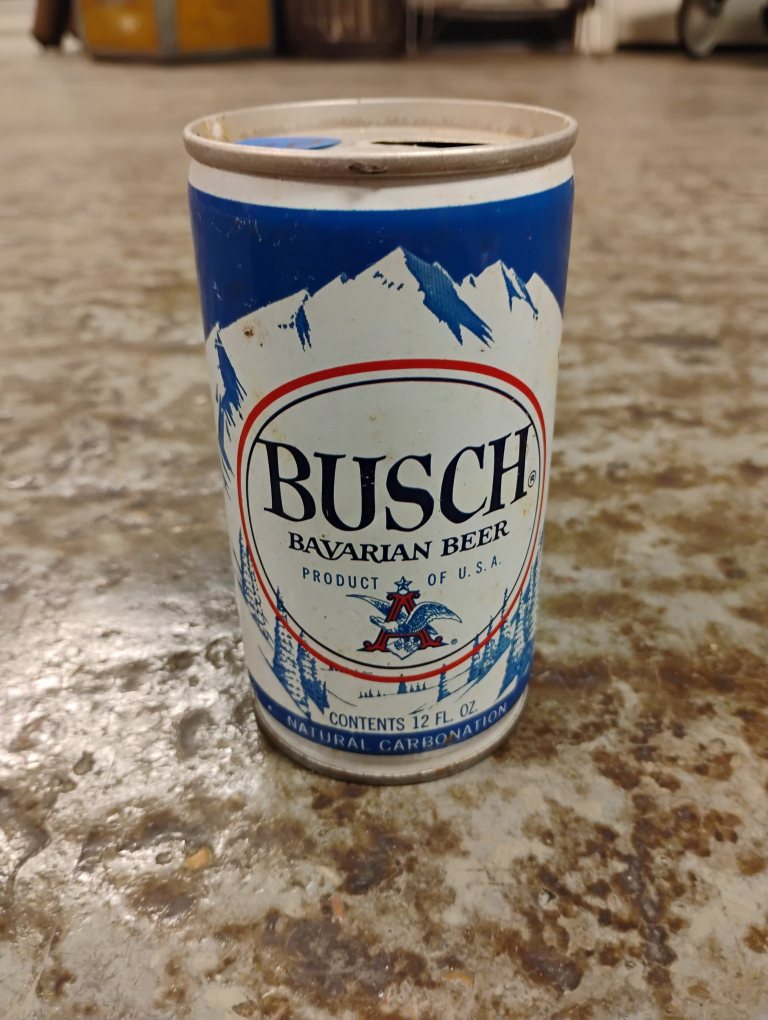 BUSCH®
BAVARIAN BEER
PRODUCT OF U.S.A.
A ®
CONTENTS 12 FL. OZ.
NATURAL CARBONATION